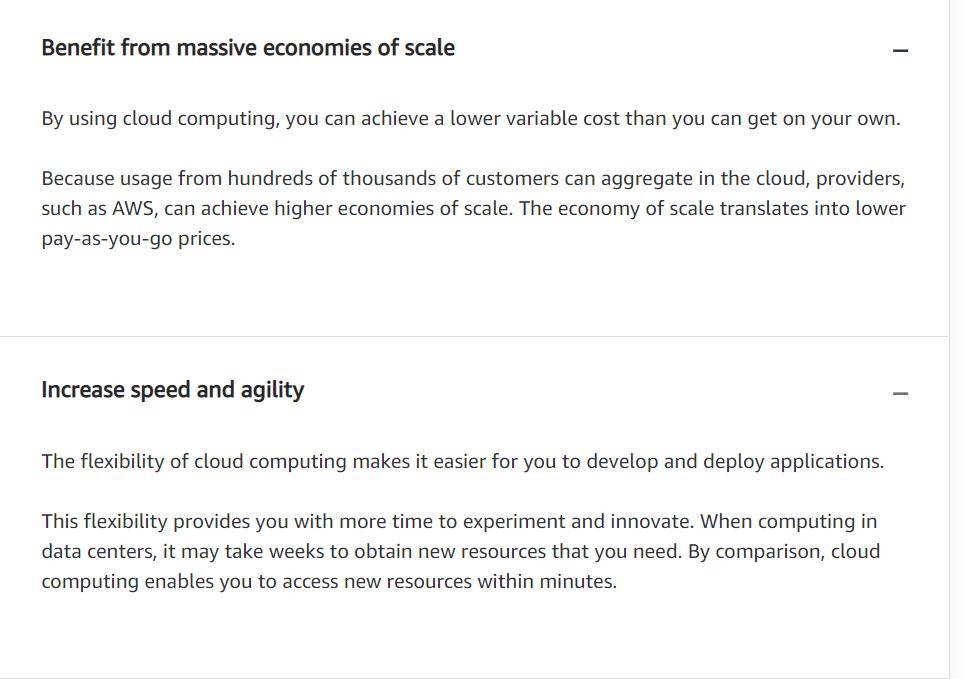 Benefit from massive economies of scale
By using cloud computing, you can achieve a lower variable cost than you can get on your own.
Because usage from hundreds of thousands of customers can aggregate in the cloud, providers,
such as AWS, can achieve higher economies of scale. The economy of scale translates into lower
pay-as-you-go prices.
Increase speed and agility
The flexibility of cloud computing makes it easier for you to develop and deploy applications.
This flexibility provides you with more time to experiment and innovate. When computing in
data centers, it may take weeks to obtain new resources that you need. By comparison, cloud
computing enables you to access new resources within minutes.